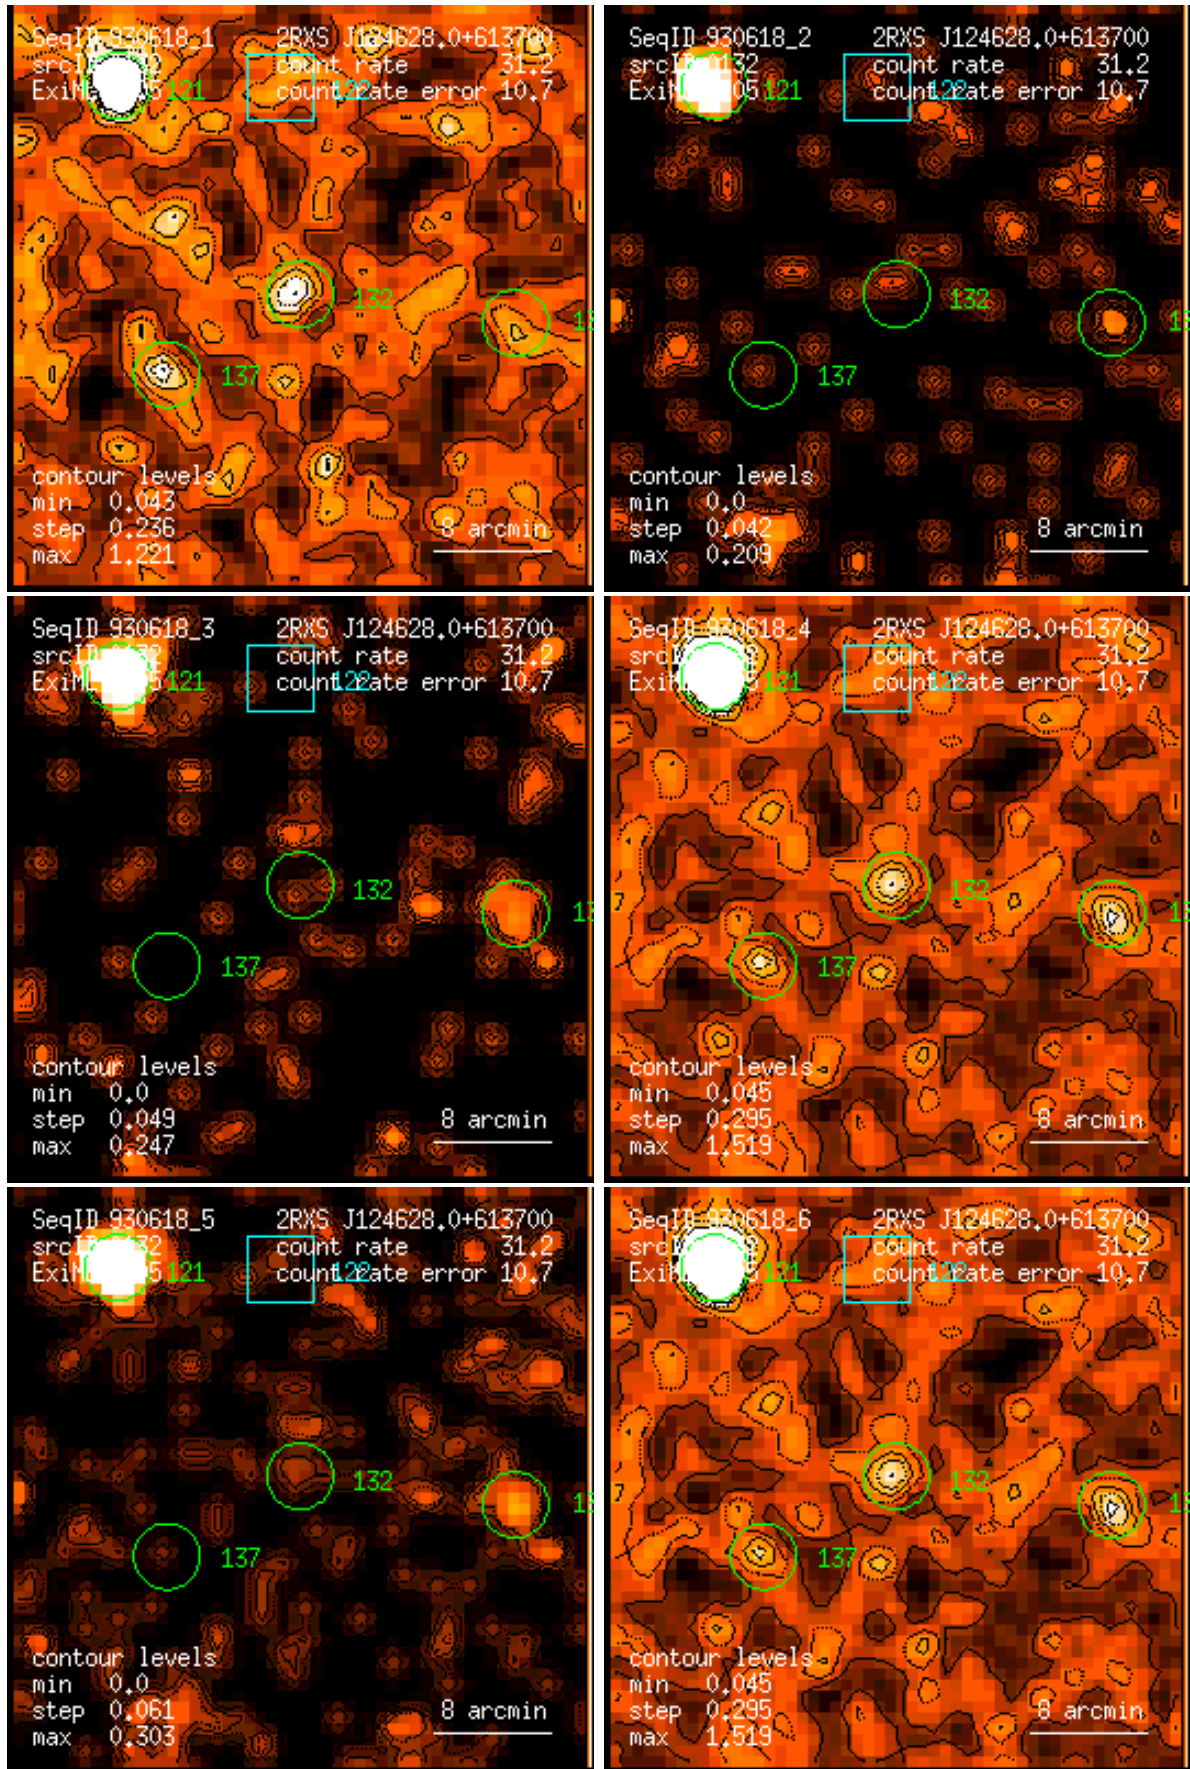 SeqID 930618_1 2RXS J124628.0+613700
count rate 31.2
121 count rate error 10.7
132
13
137
contour levels
min 0.043
step 0.236 8 arcmin
max 1.221
SeqID 930618_2 2RXS J124628.0+613700
count rate 31.2
121 count rate error 10.7
132
13
137
contour levels
min 0.0
step 0.042 8 arcmin
max 0.209
SeqID 930618_3 2RXS J124628.0+613700
count rate 31.2
121 count rate error 10.7
132
13
137
contour levels
min 0.0
step 0.049 8 arcmin
max 0.247
SeqID 930618_4 2RXS J124628.0+613700
count rate 31.2
121 count rate error 10.7
132
13
137
contour levels
min 0.045
step 0.295 8 arcmin
max 1.519
SeqID 930618_5 2RXS J124628.0+613700
count rate 31.2
121 count rate error 10.7
132
13
137
contour levels
min 0.0
step 0.061 8 arcmin
max 0.303
SeqID 930618_6 2RXS J124628.0+613700
count rate 31.2
121 count rate error 10.7
132
13
137
contour levels
min 0.045
step 0.295 8 arcmin
max 1.519